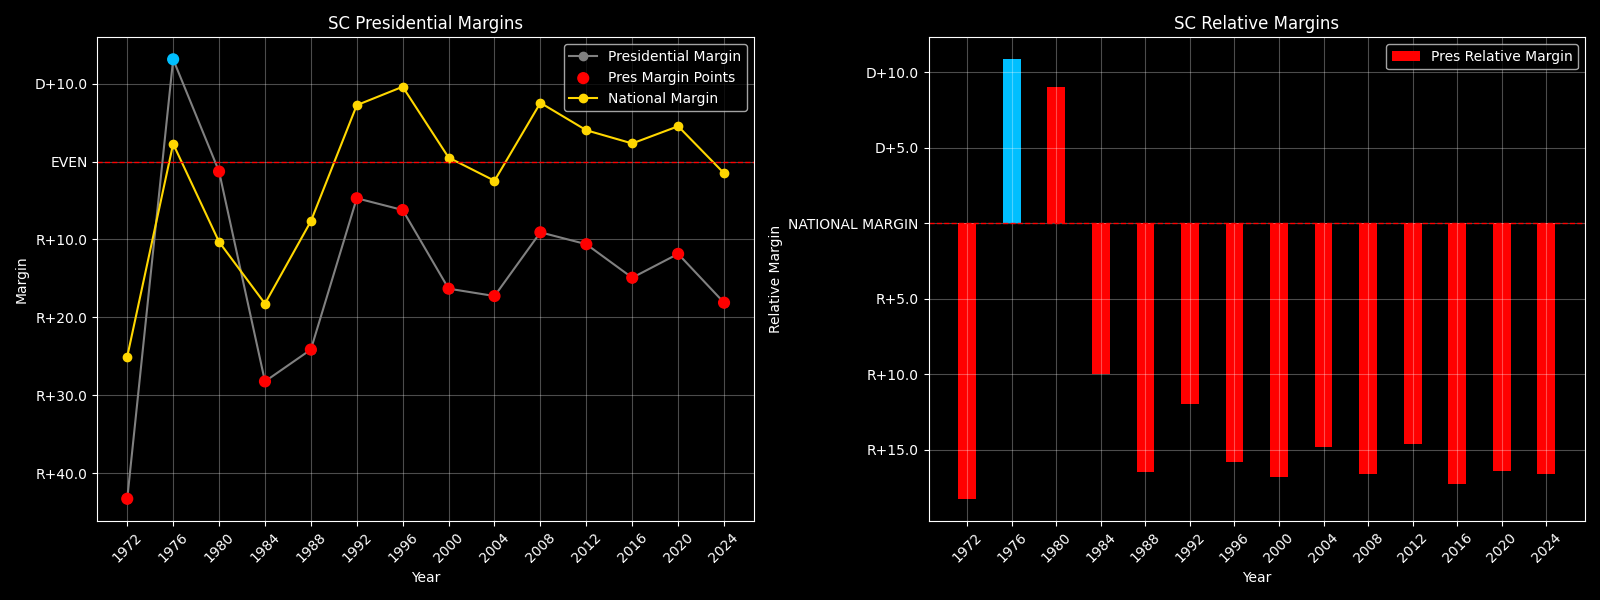 SC Presidential Margins
Presidential Margin
Pres Margin Points
National Margin
D+10.0
EVEN
R+10.0
R+20.0
R+30.0
R+40.0
Margin
1972
1976
1980
1984
1988
1992
1996
2000
2004
2008
2012
2016
2020
2024
Year
SC Relative Margins
Pres Relative Margin
D+10.0
D+5.0
NATIONAL MARGIN
R+5.0
R+10.0
R+15.0
Relative Margin
1972
1976
1980
1984
1988
1992
1996
2000
2004
2008
2012
2016
2020
2024
Year